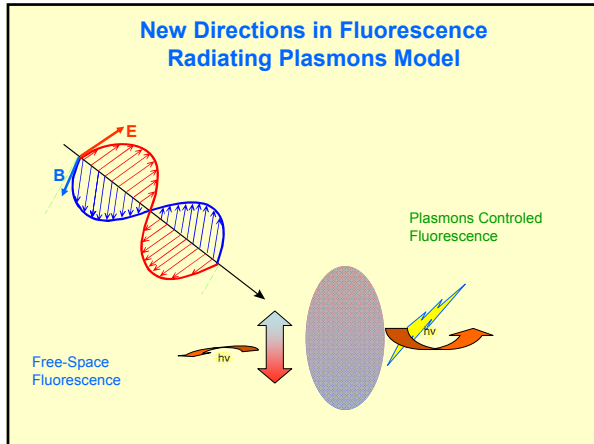 New Directions in Fluorescence
Radiating Plasmons Model
E
B
Plasmons Controled
Fluorescence
hν
hν
Free-Space
Fluorescence